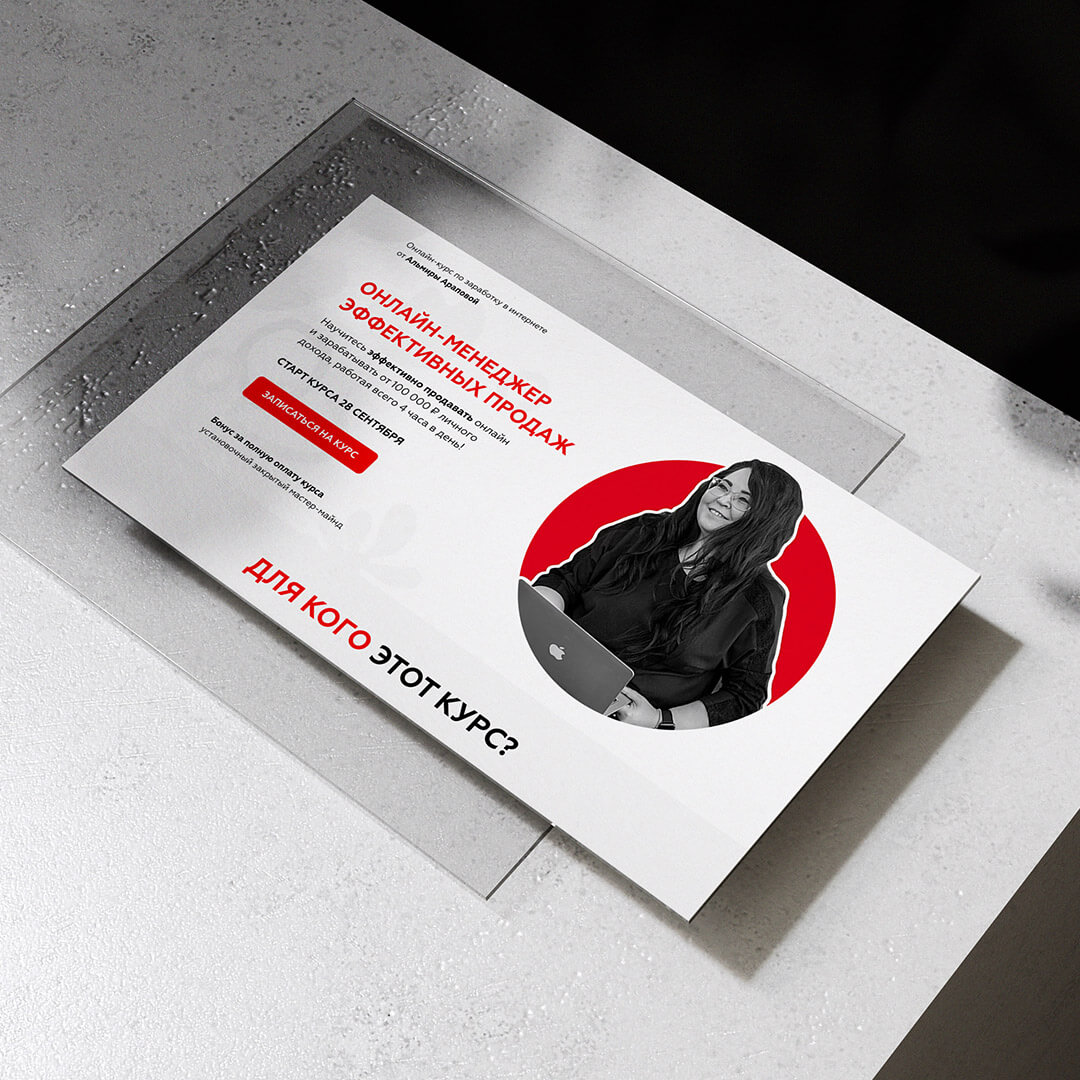 Онлайн-курс по заработку в интернете
от Альмиры Араповой
ОНЛАЙН-МЕНЕДЖЕР
ЭФФЕКТИВНЫХ ПРОДАЖ
Научитесь эффективно продавать онлайн
и зарабатывать от 100 000 ₽ личного
дохода, работая всего 4 часа в день!
СТАРТ КУРСА 28 СЕНТЯБРЯ
ЗАПИСАТЬСЯ НА КУРС
Бонус за полную оплату курса
установочный закрытый мастер-майнд
ДЛЯ КОГО ЭТОТ КУРС?